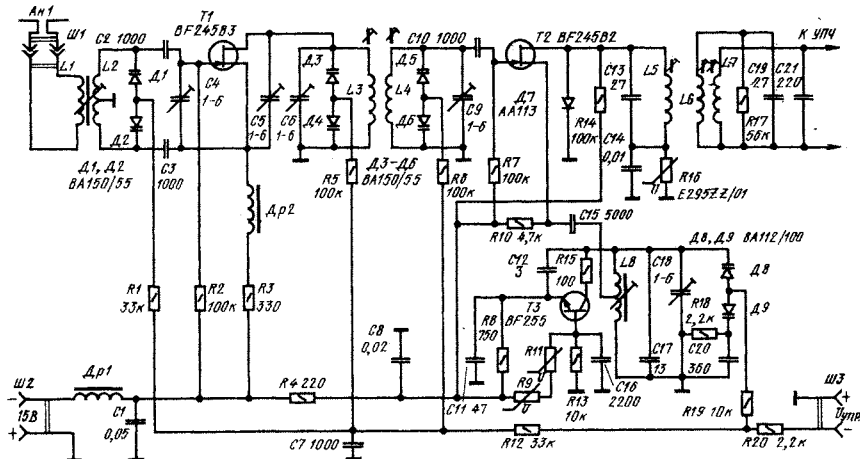 Ан1
Ш1
T1
BF245B3
C2 1000
L1
L2
Д1
Д2
C4
1-6
C3
1000
Д1, Д2
BA150/55
C5
1-6
C6
1-6
Д3
Д4
L3
L4
C10 1000
Д5
Д6
C9
1-6
Д3-Д6
BA150/55
T2 BF245B2
Д7
AA113
R14
100к
C13
27
C14
0,01
L5
R16
U
E295ZZ/01
L6
L7
К УПЧ
C19
27
C21
220
R17
56к
R5
100к
R8
100к
R7
100к
R10 4,7к
C15 5000
Др2
R1
33к
R2
100к
R3
330
C8
0,02
C12
3
R15
100
T3
BF255
L8
C18
1-6
Д8, Д9 BA112/100
Д8
Д9
R18
2,2к
C20
360
C17
13
R6
750
R11
U
R9
U
C11 47
R13
10к
C16
2200
Ш2
15В
Др1
C1
0,05
R4 220
C7 1000
R12 33к
R19 10к
R20 2,2к
Ш3
Uупр